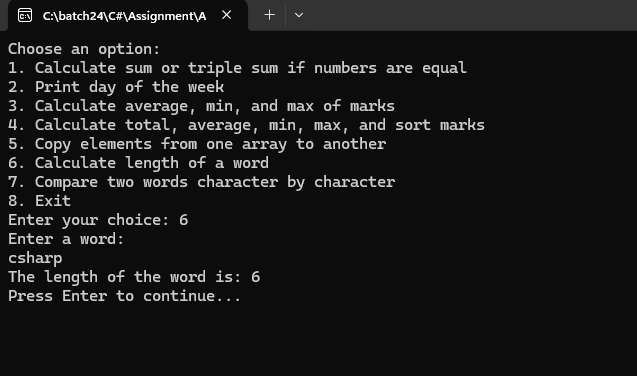 C:\batch24\C#\Assignment\A
Choose an option:
1. Calculate sum or triple sum if numbers are equal
2. Print day of the week
3. Calculate average, min, and max of marks
4. Calculate total, average, min, max, and sort marks
5. Copy elements from one array to another
6. Calculate length of a word
7. Compare two words character by character
8. Exit
Enter your choice: 6
Enter a word:
csharp
The length of the word is: 6
Press Enter to continue...